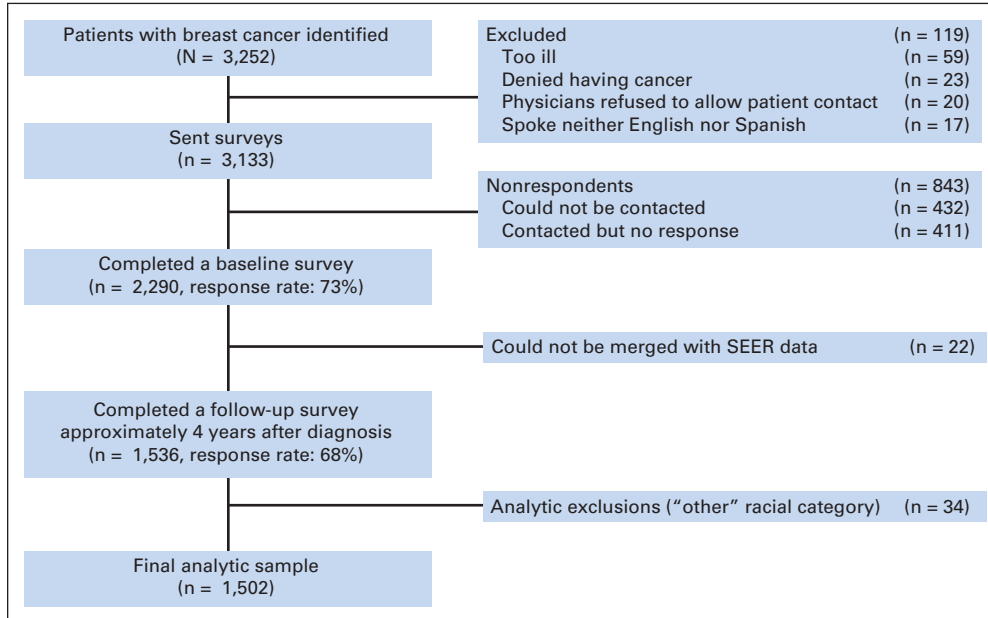 Patients with breast cancer identified
(N = 3,252)
Excluded (n = 119)
Too ill (n = 59)
Denied having cancer (n = 23)
Physicians refused to allow patient contact (n = 20)
Spoke neither English nor Spanish (n = 17)
Sent surveys
(n = 3,133)
Nonrespondents (n = 843)
Could not be contacted (n = 432)
Contacted but no response (n = 411)
Completed a baseline survey
(n = 2,290, response rate: 73%)
Could not be merged with SEER data (n = 22)
Completed a follow-up survey
approximately 4 years after diagnosis
(n = 1,536, response rate: 68%)
Analytic exclusions (“other” racial category) (n = 34)
Final analytic sample
(n = 1,502)